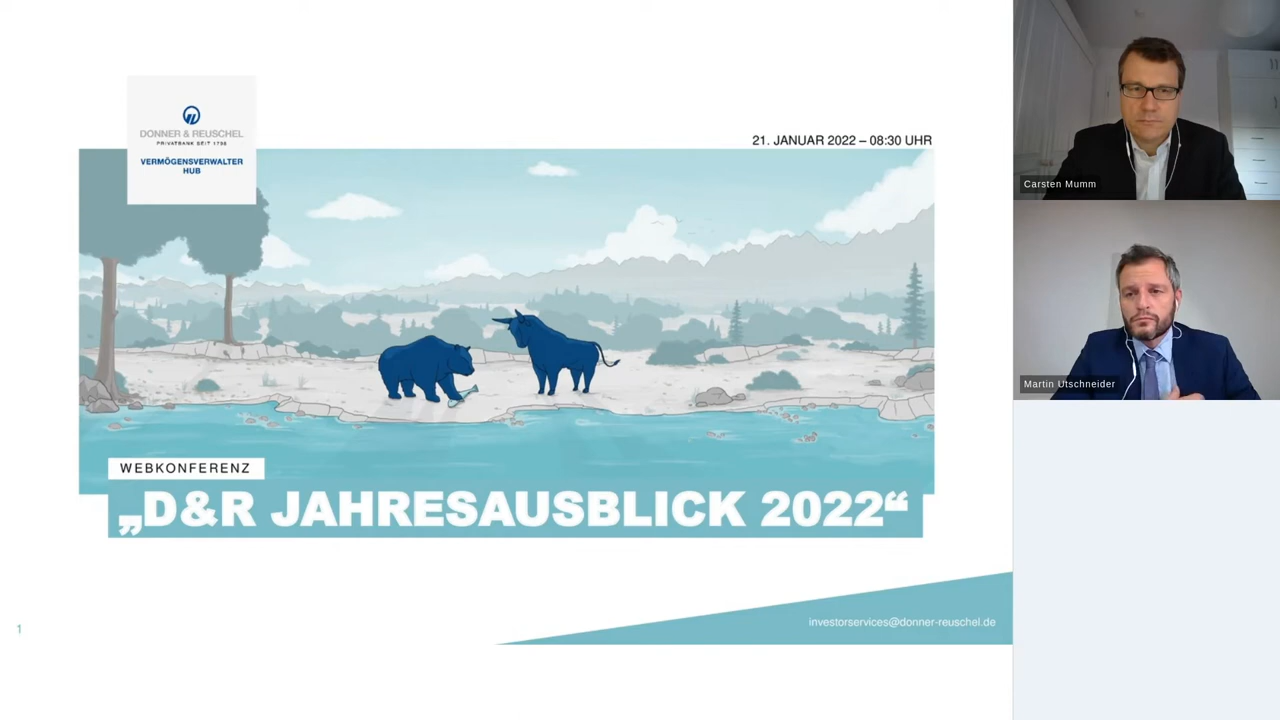 DONNER & REUSCHEL
PRIVATBANK SEIT 1798
VERMÖGENSVERWALTER
HUB
21. JANUAR 2022 – 08:30 UHR
WEBKONFERENZ
„D&R JAHRESAUSBLICK 2022“
investorservices@donner-reuschel.de
1
Carsten Mumm
Martin Utschneider